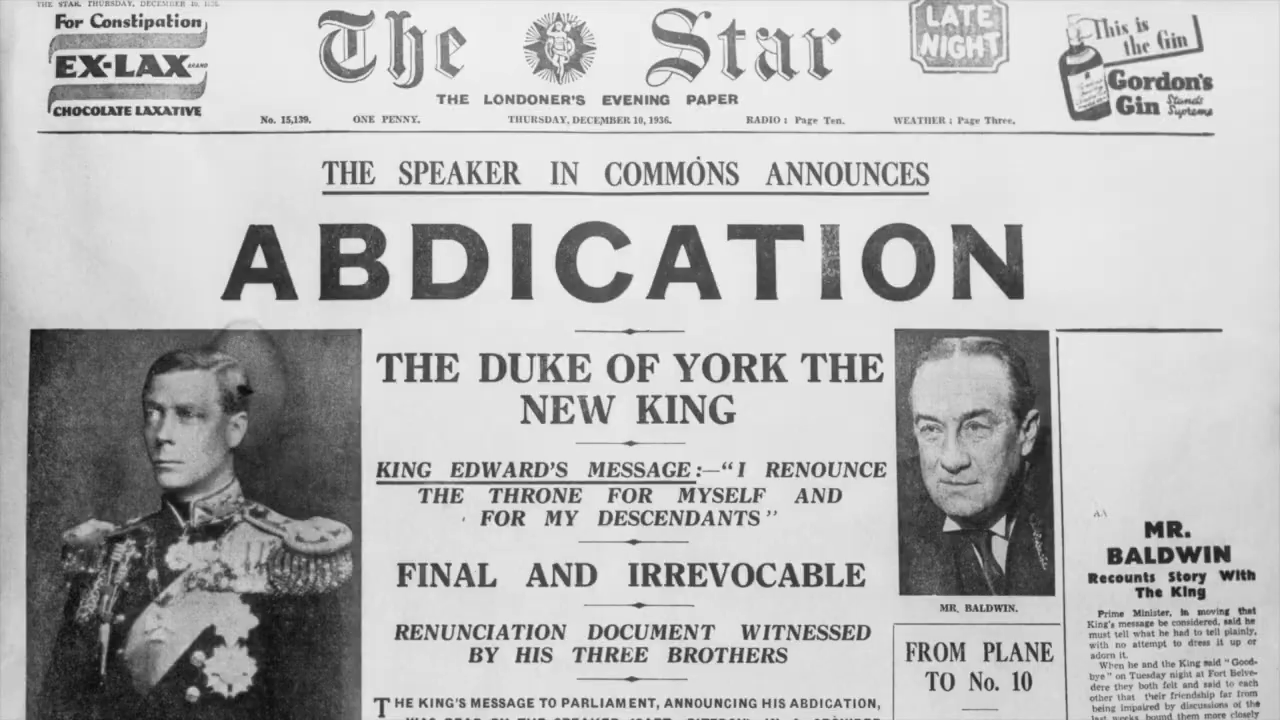 THE STAR, THURSDAY, DECEMBER 10, 1936.
For Constipation
EX-LAX BRAND
CHOCOLATE LAXATIVE
The Star
LATE
NIGHT
This is
the Gin
Gordon's
Gin Stands
Supreme
THE LONDONER'S EVENING PAPER
No. 15,139. ONE PENNY. THURSDAY, DECEMBER 10, 1936. RADIO : Page Ten. WEATHER : Page Three.
THE SPEAKER IN COMMONS ANNOUNCES
ABDICATION
THE DUKE OF YORK THE
NEW KING
KING EDWARD'S MESSAGE:—"I RENOUNCE
THE THRONE FOR MYSELF AND
FOR MY DESCENDANTS"
FINAL AND IRREVOCABLE
RENUNCIATION DOCUMENT WITNESSED
BY HIS THREE BROTHERS
THE KING'S MESSAGE TO PARLIAMENT, ANNOUNCING HIS ABDICATION,
MR. BALDWIN.
FROM PLANE
TO No. 10
MR.
BALDWIN
Recounts Story With
The King
Prime Minister, in moving that
King's message be considered, said he
must tell what he had to tell plainly,
with no attempt to dress it up or
adorn it.
When he and the King said "Good-
bye" on Tuesday night at Fort Belve-
dere they both felt and said to each
other that their friendship far from
being impaired by discussions of the
last week bound them more closely